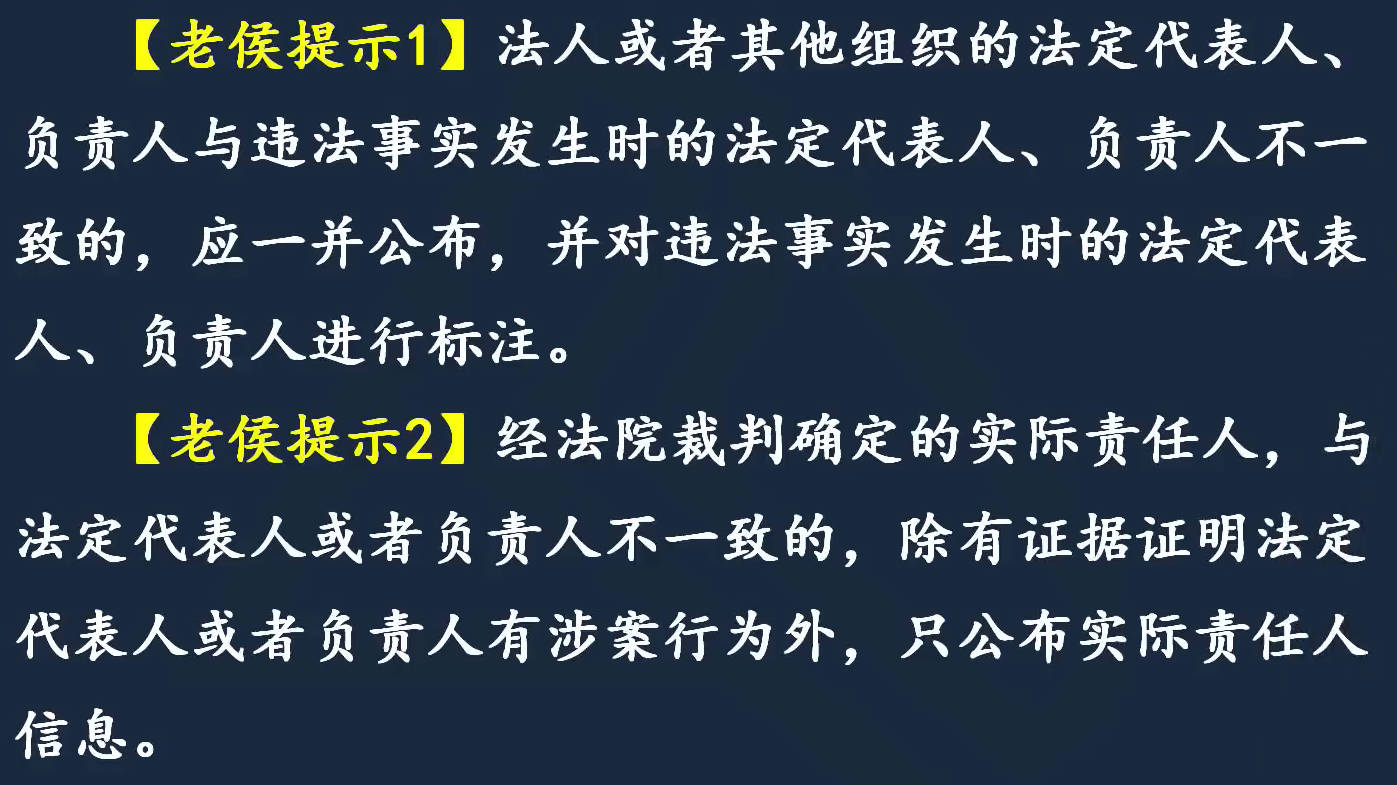 【老侯提示1】法人或者其他组织的法定代表人、
负责人与违法事实发生时的法定代表人、负责人不一
致的，应一并公布，并对违法事实发生时的法定代表
人、负责人进行标注。
【老侯提示2】经法院裁判确定的实际责任人，与
法定代表人或者负责人不一致的，除有证据证明法定
代表人或者负责人有涉案行为外，只公布实际责任人
信息。